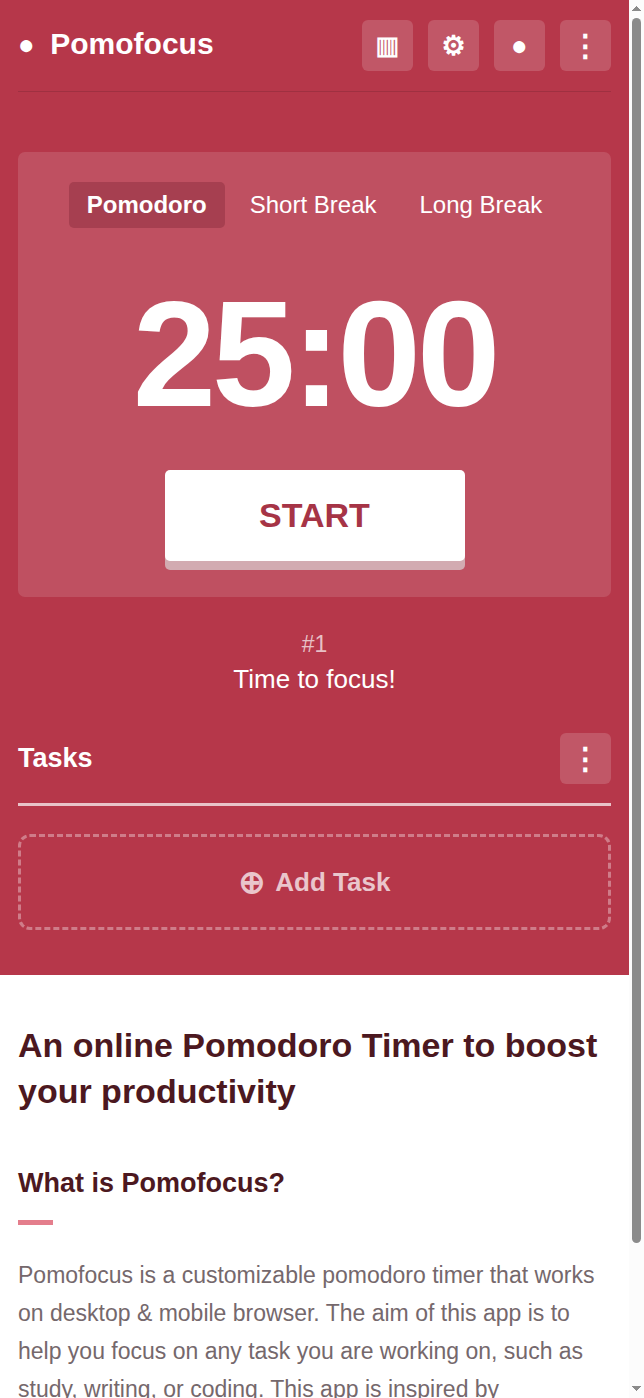 Pomofocus
Pomodoro Short Break Long Break
25:00
START
#1
Time to focus!
Tasks
Add Task
An online Pomodoro Timer to boost
your productivity
What is Pomofocus?
Pomofocus is a customizable pomodoro timer that works
on desktop & mobile browser. The aim of this app is to
help you focus on any task you are working on, such as
study, writing, or coding. This app is inspired by